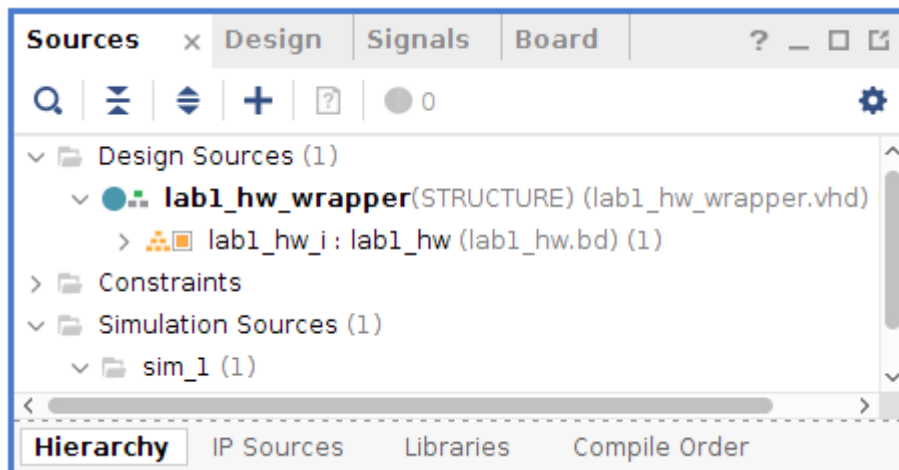 Sources × Design Signals Board ?
? 0
Design Sources (1)
lab1_hw_wrapper(STRUCTURE) (lab1_hw_wrapper.vhd)
lab1_hw_i : lab1_hw (lab1_hw.bd) (1)
Constraints
Simulation Sources (1)
sim_1 (1)
Hierarchy IP Sources Libraries Compile Order